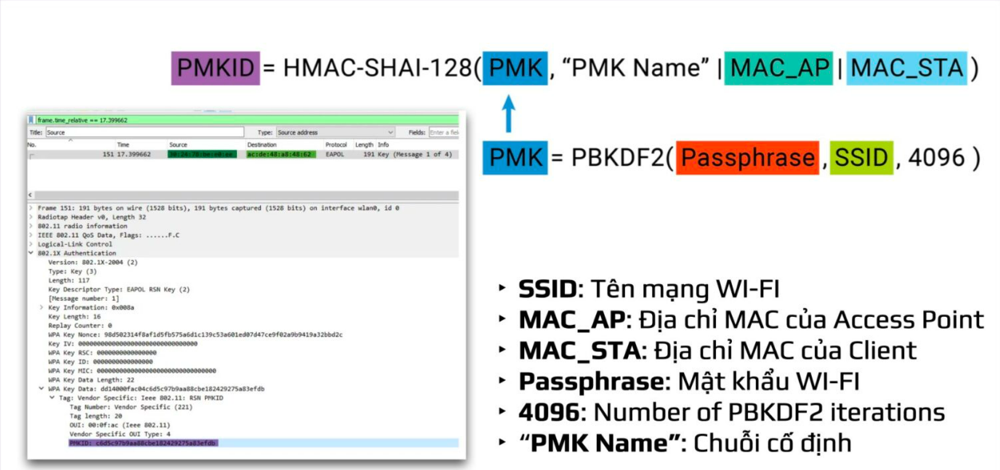 PMKID = HMAC-SHAI-128( PMK , “PMK Name” | MAC_AP | MAC_STA )
PMK = PBKDF2( Passphrase , SSID , 4096 )
frame.time_relative == 17.399662
Title: Source Type: Source address Fields: Enter a fiel
No. Time Source Destination Protocol Length Info
151 17.399662 ac:de:48:a8:48:62 EAPOL 191 Key (Message 1 of 4)
Frame 151: 191 bytes on wire (1528 bits), 191 bytes captured (1528 bits) on interface wlan0, id 0
Radiotap Header v0, Length 32
802.11 radio information
IEEE 802.11 QoS Data, Flags: ......F.C
Logical-Link Control
802.1X Authentication
Version: 802.1X-2004 (2)
Type: Key (3)
Length: 117
Key Descriptor Type: EAPOL RSN Key (2)
[Message number: 1]
Key Information: 0x008a
Key Length: 16
Replay Counter: 0
WPA Key Nonce: 98d502314f8af1d5fb575a6d1c139c53a601ed07d47ce9f02a9b9419a32bbd2c
Key IV: 00000000000000000000000000000000
WPA Key RSC: 0000000000000000
WPA Key ID: 0000000000000000
WPA Key MIC: 00000000000000000000000000000000
WPA Key Data Length: 22
WPA Key Data: dd14000fac04c6d5c97b9aa88cbe182429275a83efdb
Tag: Vendor Specific: Ieee 802.11: RSN PMKID
Tag Number: Vendor Specific (221)
Tag length: 20
OUI: 00:0f:ac (Ieee 802.11)
Vendor Specific OUI Type: 4
PMKID: c6d5c97b9aa88cbe182429275a83efdb
‣ SSID: Tên mạng WI-FI
‣ MAC_AP: Địa chỉ MAC của Access Point
‣ MAC_STA: Địa chỉ MAC của Client
‣ Passphrase: Mật khẩu WI-FI
‣ 4096: Number of PBKDF2 iterations
‣ “PMK Name”: Chuỗi cố định